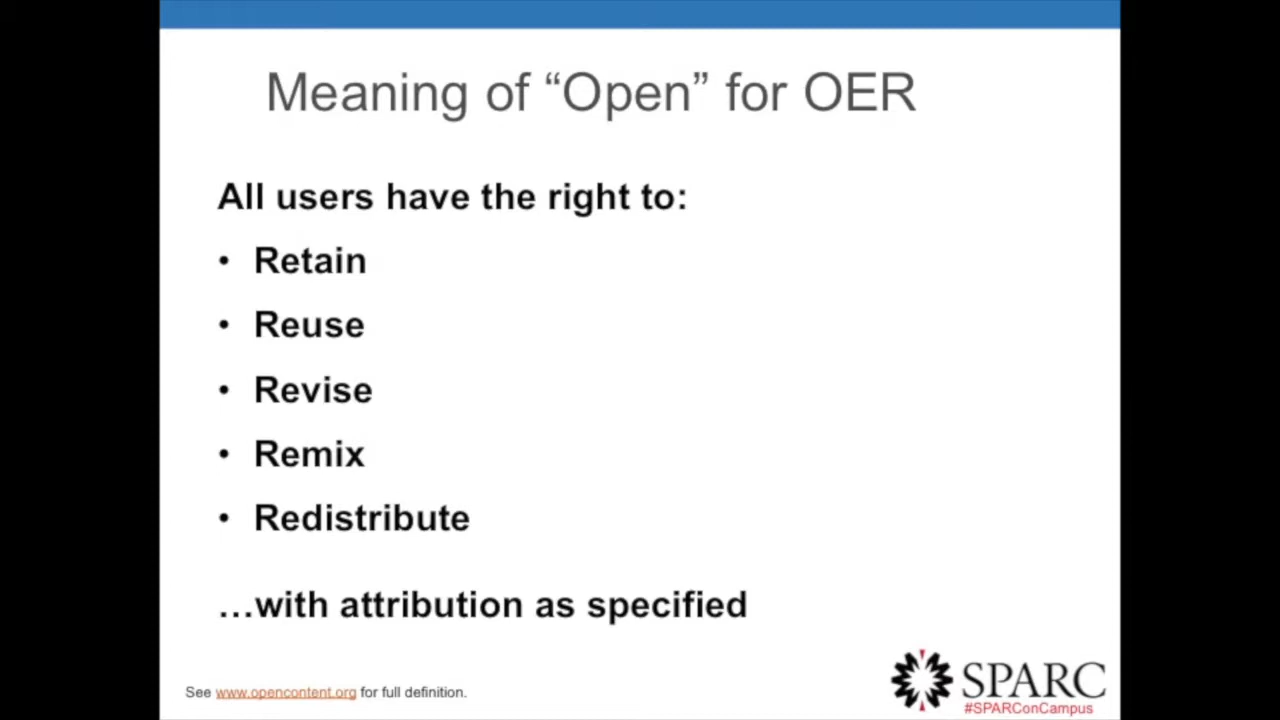 Meaning of “Open” for OER
All users have the right to:
• Retain
• Reuse
• Revise
• Remix
• Redistribute
…with attribution as specified
See www.opencontent.org for full definition.
SPARC
#SPARConCampus